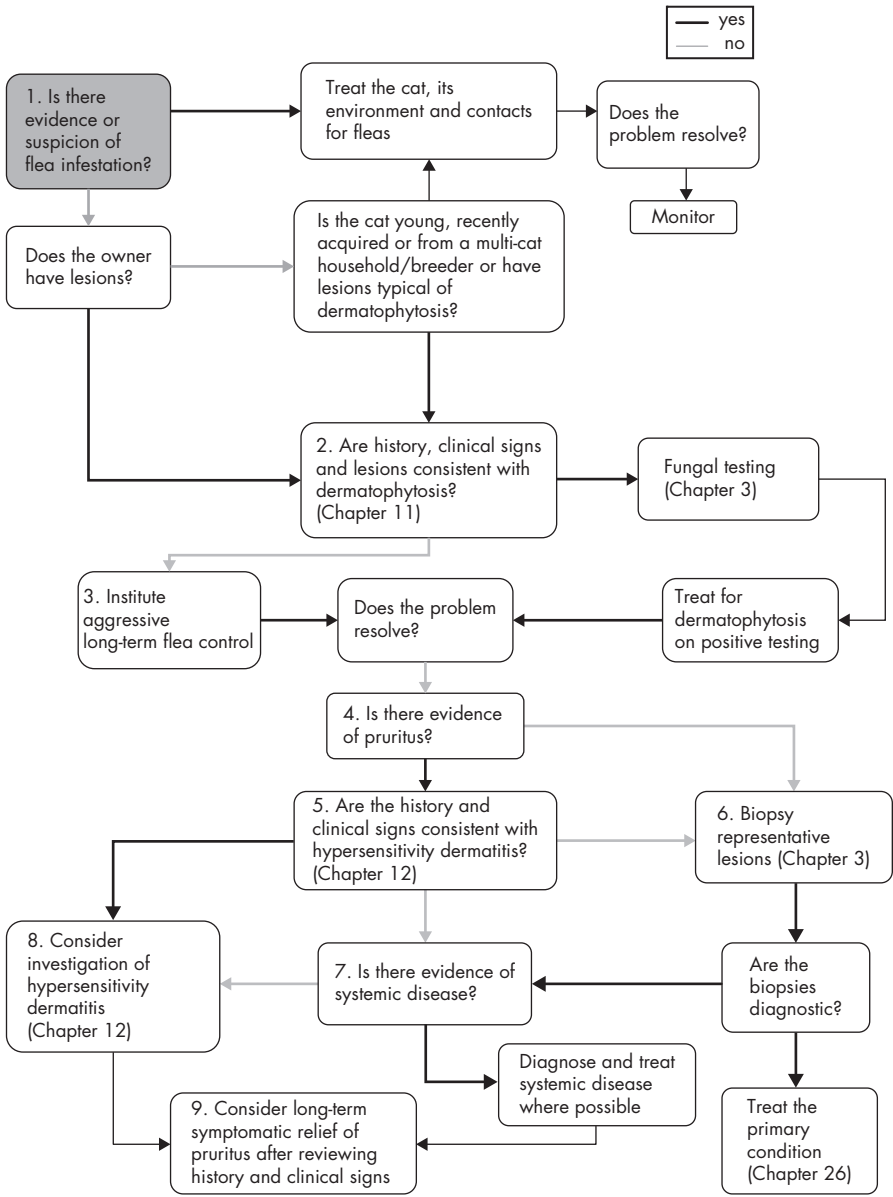 yes
no
1. Is there
evidence or
suspicion of
flea infestation?
Treat the cat, its
environment and contacts
for fleas
Does the
problem resolve?
Monitor
Does the owner
have lesions?
Is the cat young, recently
acquired or from a multi-cat
household/breeder or have
lesions typical of
dermatophytosis?
2. Are history, clinical signs
and lesions consistent with
dermatophytosis?
(Chapter 11)
Fungal testing
(Chapter 3)
3. Institute
aggressive
long-term flea control
Does the problem
resolve?
Treat for
dermatophytosis
on positive testing
4. Is there evidence
of pruritus?
5. Are the history and
clinical signs consistent with
hypersensitivity dermatitis?
(Chapter 12)
6. Biopsy
representative
lesions (Chapter 3)
8. Consider
investigation of
hypersensitivity
dermatitis
(Chapter 12)
7. Is there evidence of
systemic disease?
Are the
biopsies
diagnostic?
Diagnose and treat
systemic disease
where possible
9. Consider long-term
symptomatic relief of
pruritus after reviewing
history and clinical signs
Treat the
primary
condition
(Chapter 26)